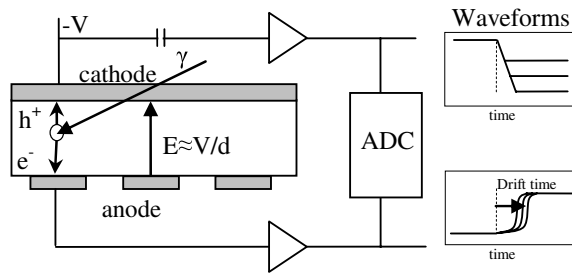 Waveforms
-V
γ
cathode
h+
e-
E≈V/d
ADC
anode
time
Drift time
time